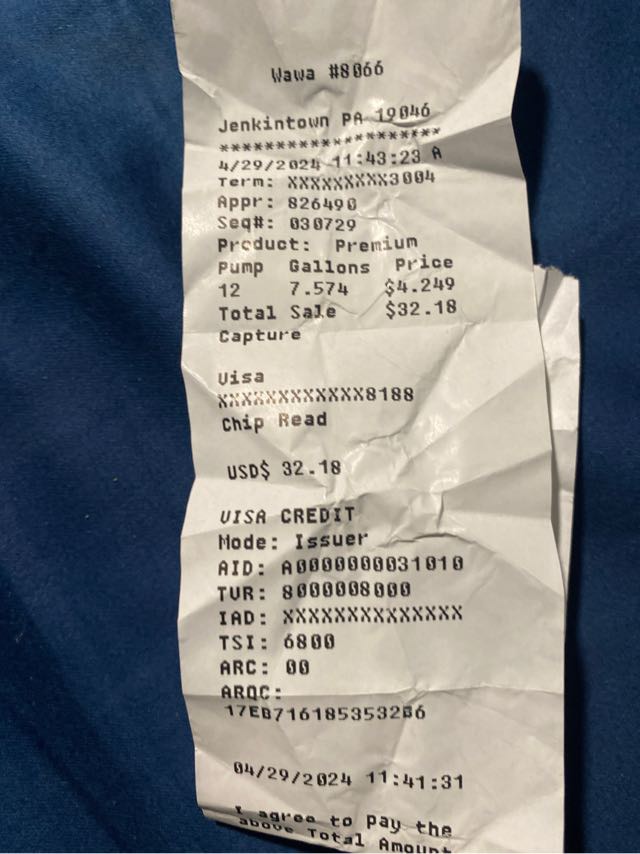 Wawa #8066
Jenkintown PA 19046
********************
4/29/2024 11:43:23 A
Term: XXXXXXXXX3004
Appr: 826490
Seq#: 030729
Product: Premium
Pump Gallons Price
12 7.574 $4.249
Total Sale $32.18
Capture
Visa
XXXXXXXXXXXX8188
Chip Read
USD$ 32.18
VISA CREDIT
Mode: Issuer
AID: A0000000031010
TVR: 8000008000
IAD: XXXXXXXXXXXXXX
TSI: 6800
ARC: 00
ARQC:
17EB7161853532B6
04/29/2024 11:41:31
I agree to pay the
above Total Amount